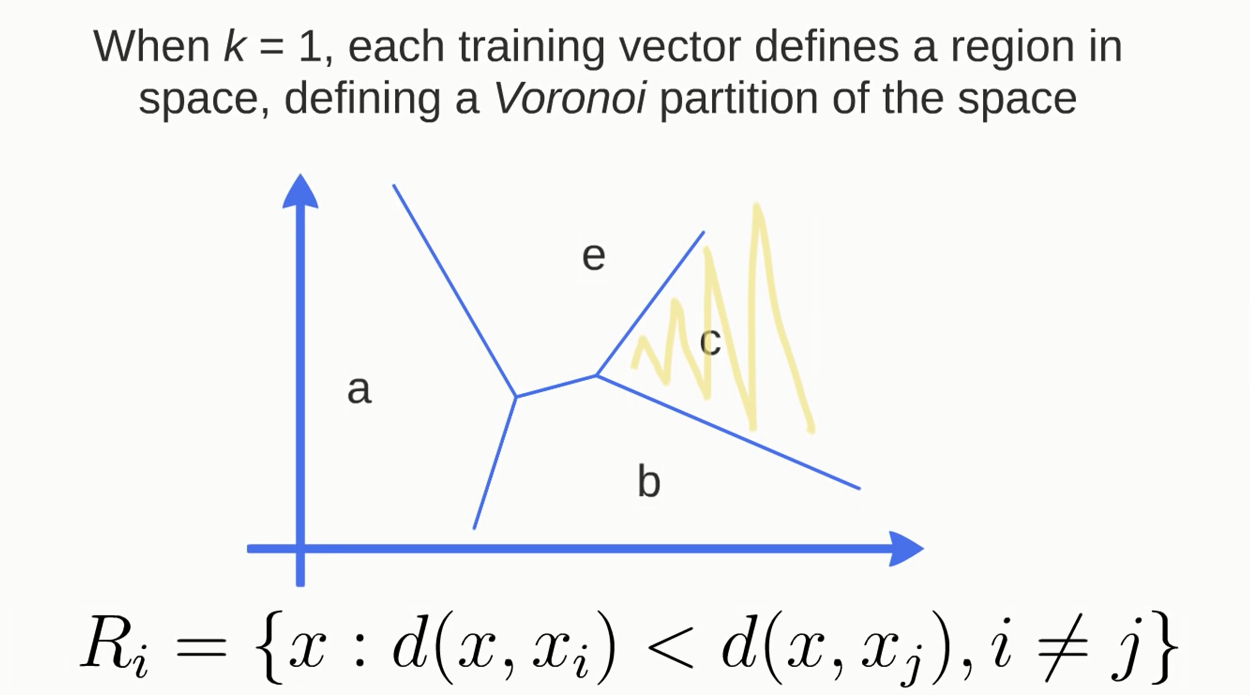 When k = 1, each training vector defines a region in
space, defining a Voronoi partition of the space
e
c
a
b
R_i = {x : d(x, x_i) < d(x, x_j), i ≠ j}